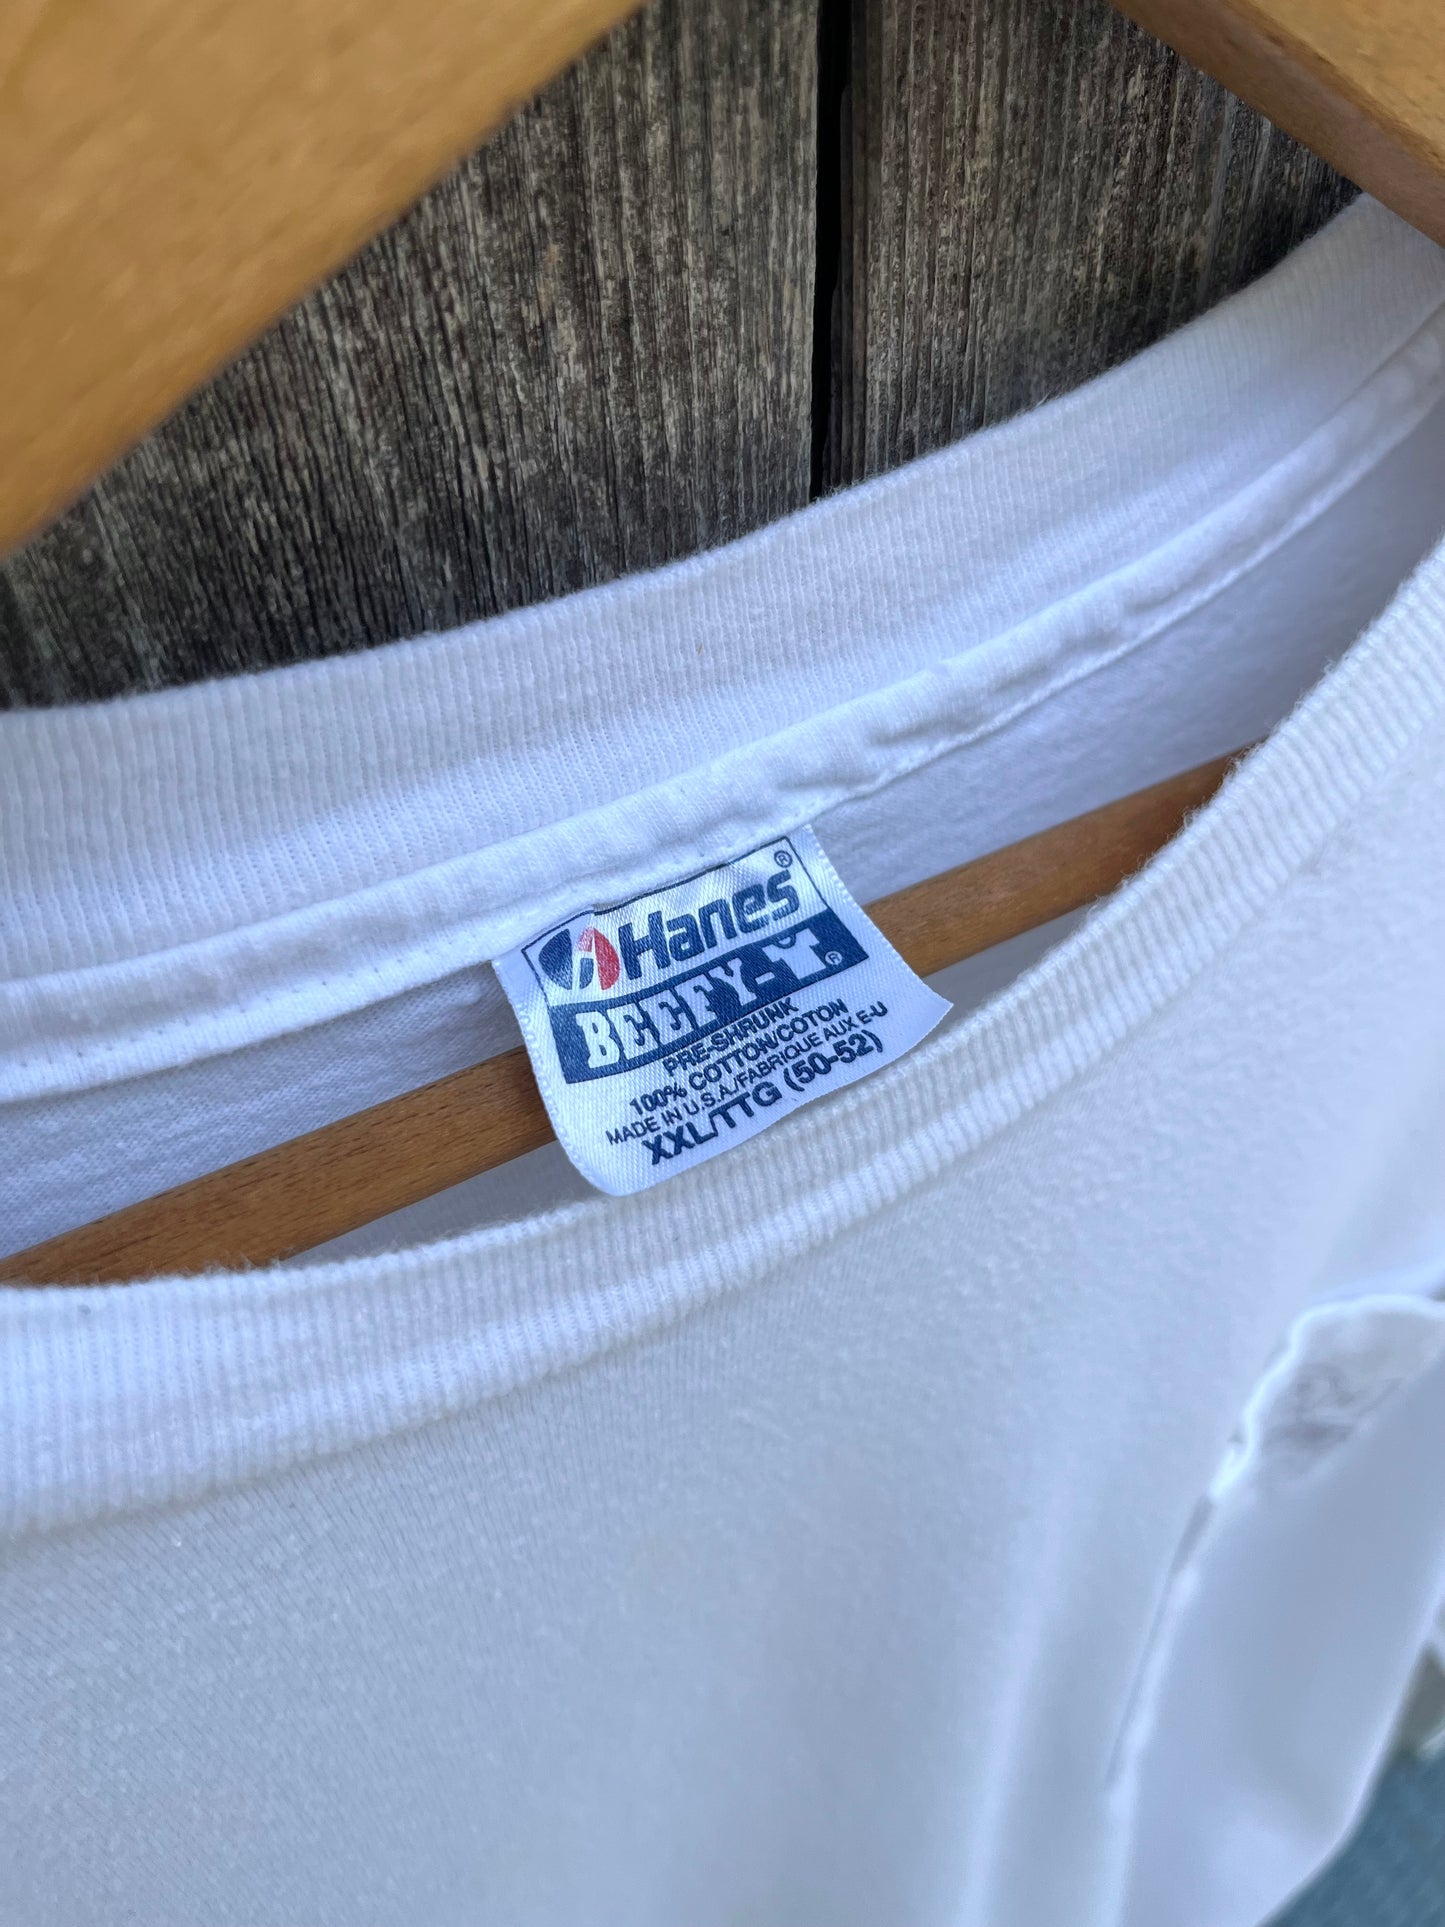 Hanes®
BEEFY-T®
PRE-SHRUNK
100% COTTON/COTON
MADE IN U.S.A./FABRIQUE AUX E-U
XXL/TTG (50-52)